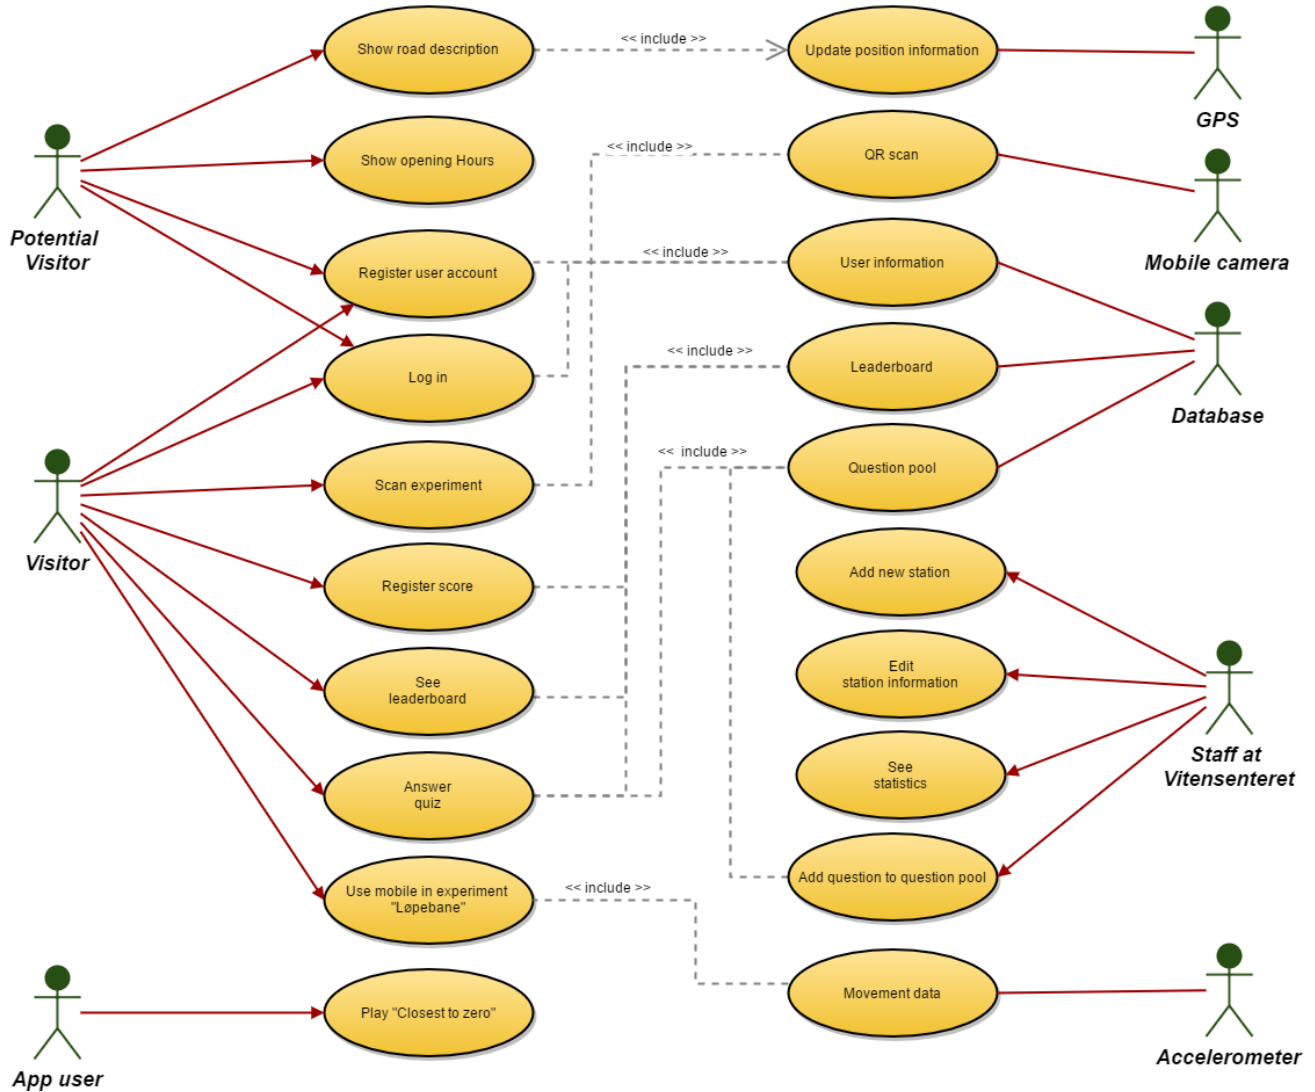 Show road description
<< include >>
Update position information
GPS
Show opening Hours
<< include >>
QR scan
Potential
Visitor
Mobile camera
Register user account
<< include >>
User information
Log in
<< include >>
Leaderboard
Database
Visitor
Scan experiment
<< include >>
Question pool
Register score
Add new station
See
leaderboard
Edit
station information
Staff at
Vitensenteret
Answer
quiz
See
statistics
Use mobile in experiment
"Løpebane"
<< include >>
Add question to question pool
App user
Play "Closest to zero"
Movement data
Accelerometer